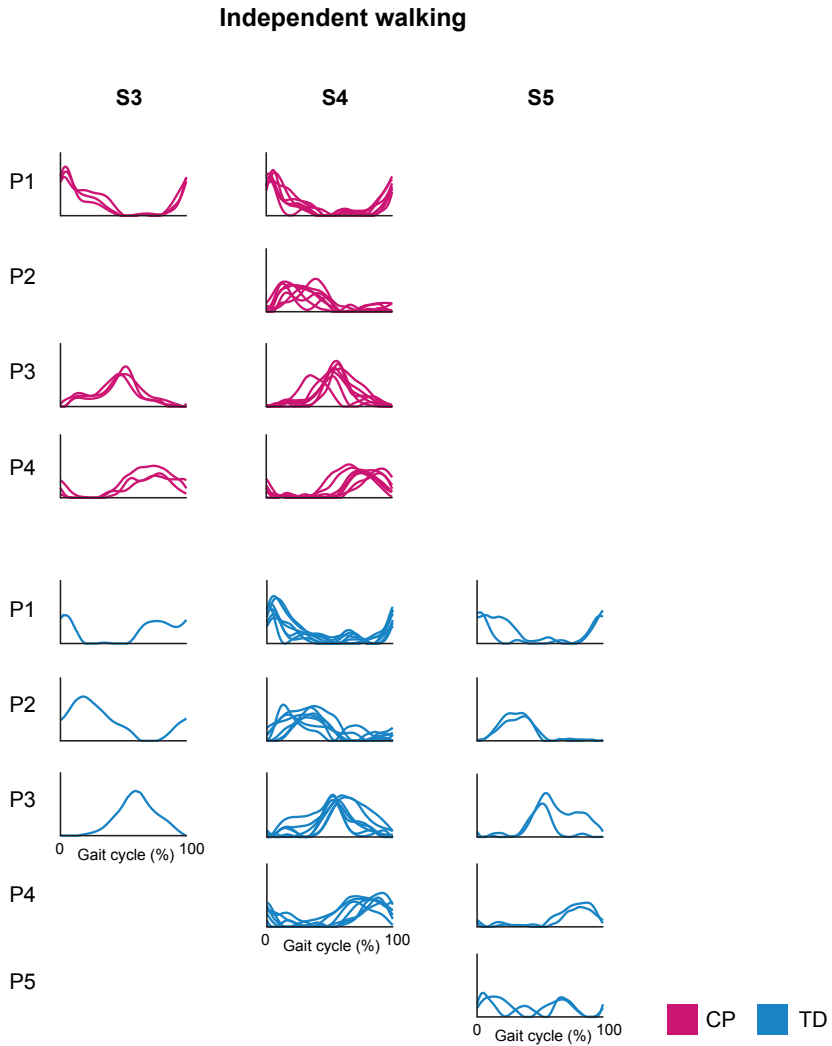 Independent walking
S3 S4 S5
P1
P2
P3
P4
P1
P2
P3
0 100
Gait cycle (%)
P4
0 100
Gait cycle (%)
P5
0 100
Gait cycle (%)
CP TD